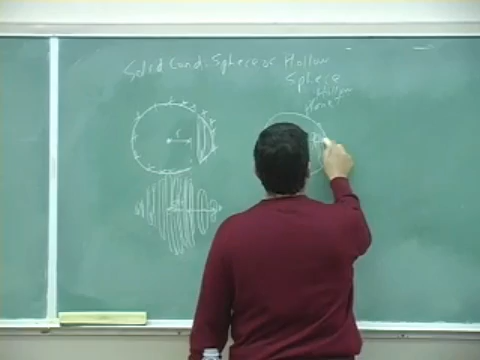 Solid Cond. Sphere or Hollow
Sphere
Hollow
Planet
r